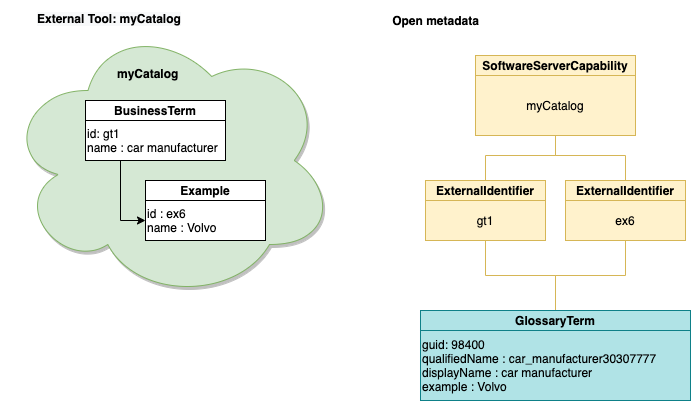 External Tool: myCatalog
myCatalog
BusinessTerm
id: gt1
name : car manufacturer
Example
id : ex6
name : Volvo
Open metadata
SoftwareServerCapability
myCatalog
ExternalIdentifier
gt1
ExternalIdentifier
ex6
GlossaryTerm
guid: 98400
qualifiedName : car_manufacturer30307777
displayName : car manufacturer
example : Volvo